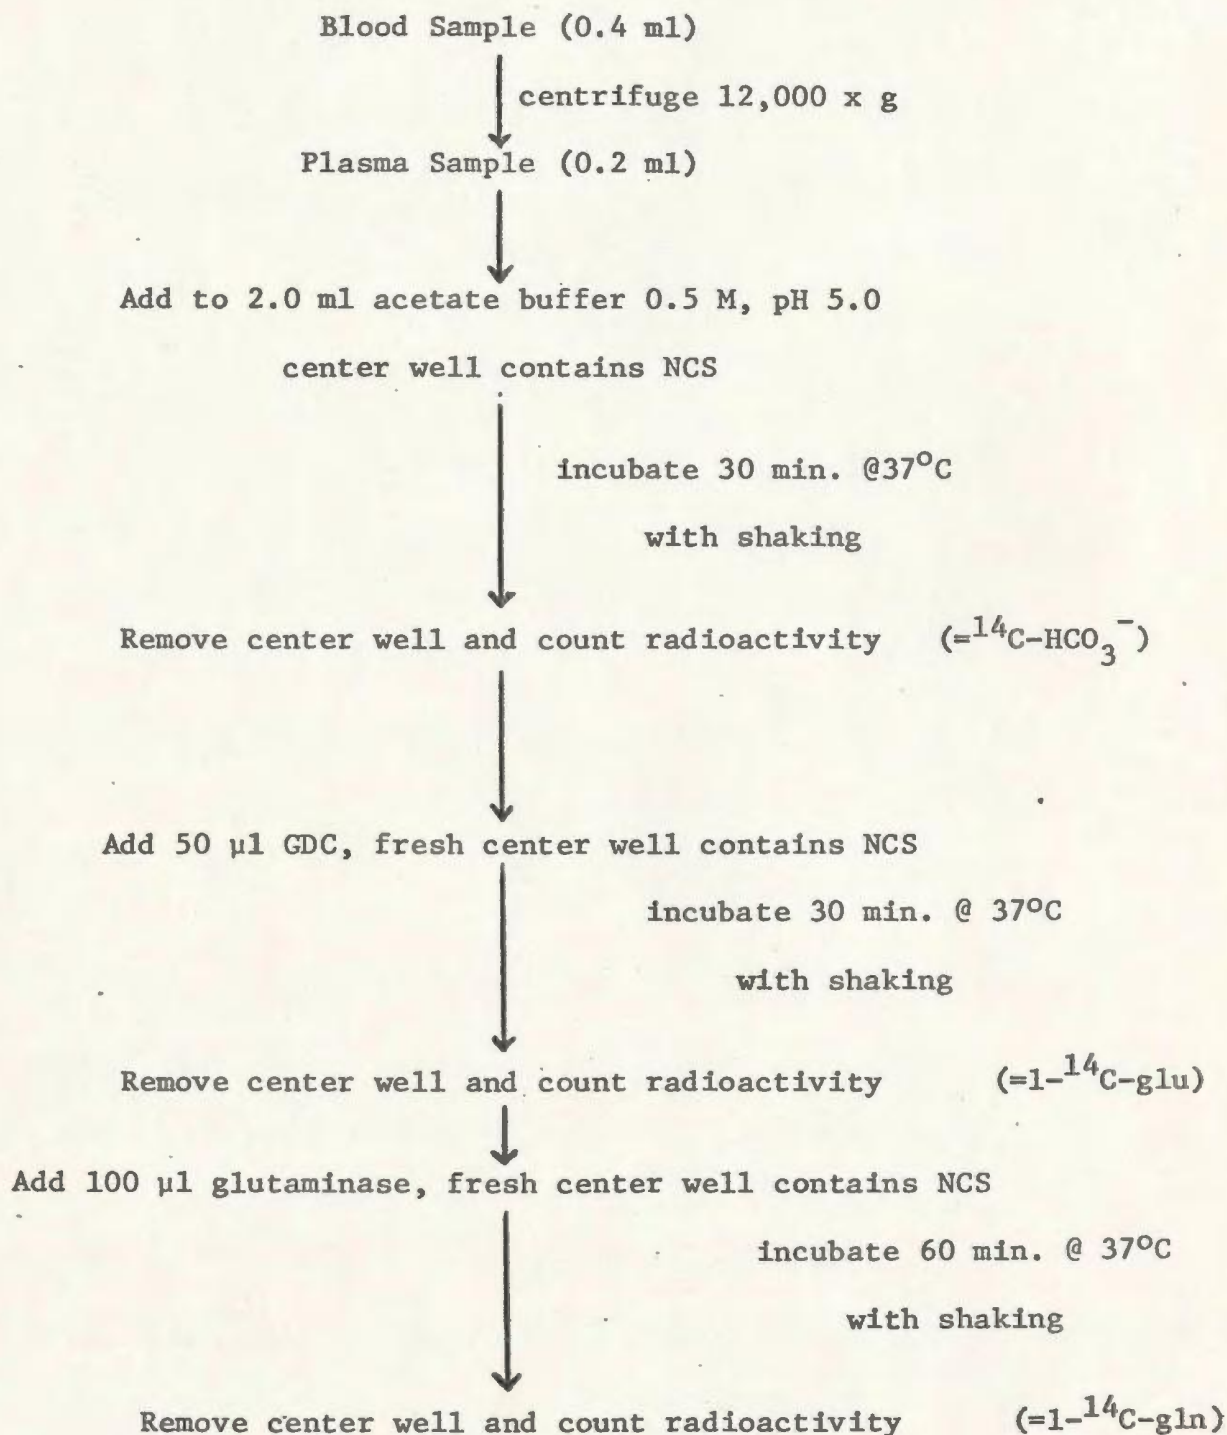 Blood Sample (0.4 ml)
centrifuge 12,000 x g
Plasma Sample (0.2 ml)
Add to 2.0 ml acetate buffer 0.5 M, pH 5.0
center well contains NCS
incubate 30 min. @37°C
with shaking
Remove center well and count radioactivity (=¹⁴C-HCO₃⁻)
Add 50 µl GDC, fresh center well contains NCS
incubate 30 min. @ 37°C
with shaking
Remove center well and count radioactivity (=1-¹⁴C-glu)
Add 100 µl glutaminase, fresh center well contains NCS
incubate 60 min. @ 37°C
with shaking
Remove center well and count radioactivity (=1-¹⁴C-gln)